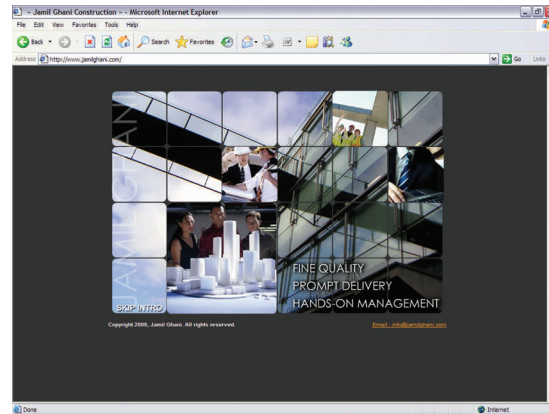 - Jamil Ghani Construction - - Microsoft Internet Explorer
File Edit View Favorites Tools Help
Back Search Favorites
Address http://www.jamilghani.com/ Go Links
JAMIL GHANI
SKIP INTRO
FINE QUALITY
PROMPT DELIVERY
HANDS-ON MANAGEMENT
Copyright 2008, Jamil Ghani. All rights reserved.
Email : info@jamilghani.com
Done Internet